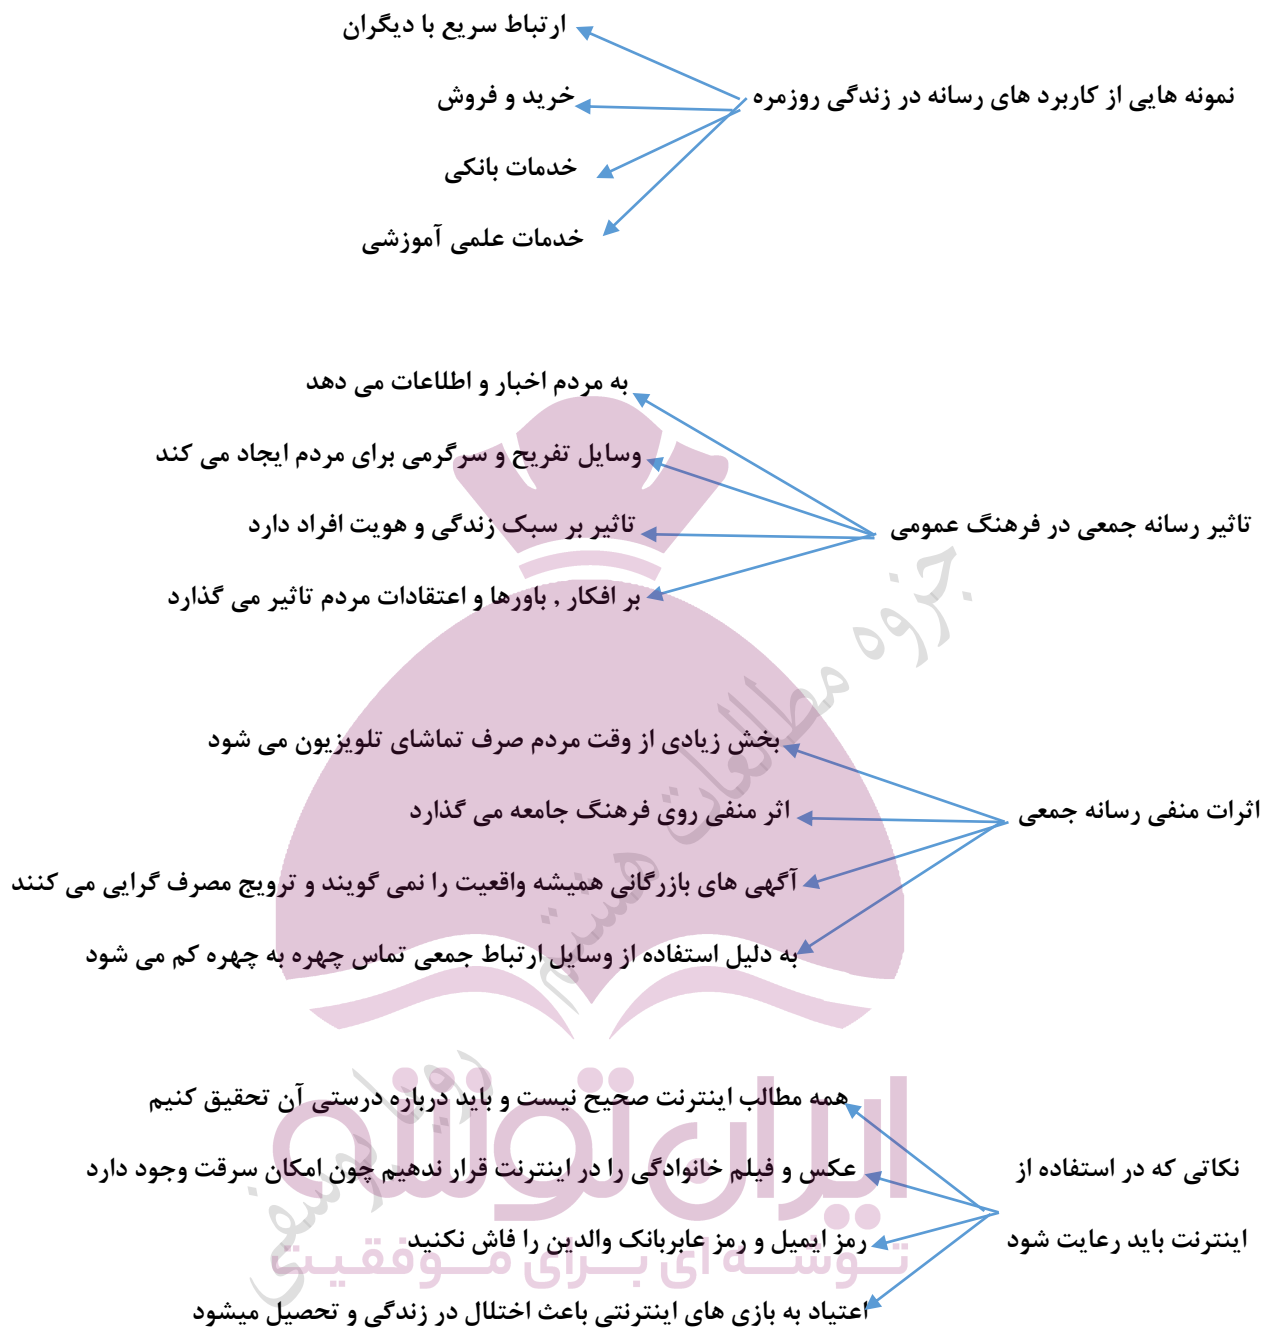 ارتباط سریع با دیگران
نمونه هایی از کاربرد های رسانه در زندگی روزمره
خرید و فروش
خدمات بانکی
خدمات علمی آموزشی
به مردم اخبار و اطلاعات می دهد
وسایل تفریح و سرگرمی برای مردم ایجاد می کند
تاثیر رسانه جمعی در فرهنگ عمومی
تاثیر بر سبک زندگی و هویت افراد دارد
بر افکار , باورها و اعتقادات مردم تاثیر می گذارد
بخش زیادی از وقت مردم صرف تماشای تلویزیون می شود
اثرات منفی رسانه جمعی
اثر منفی روی فرهنگ جامعه می گذارد
آگهی های بازرگانی همیشه واقعیت را نمی گویند و ترویج مصرف گرایی می کنند
به دلیل استفاده از وسایل ارتباط جمعی تماس چهره به چهره کم می شود
همه مطالب اینترنت صحیح نیست و باید درباره درستی آن تحقیق کنیم
نکاتی که در استفاده از
عکس و فیلم خانوادگی را در اینترنت قرار ندهیم چون امکان سرقت وجود دارد
اینترنت باید رعایت شود
رمز ایمیل و رمز عابربانک والدین را فاش نکنید
اعتیاد به بازی های اینترنتی باعث اختلال در زندگی و تحصیل میشود
جزوه مطالعات هشتم
رویا یوسفی
ایران توشه
توشه ای برای موفقیت